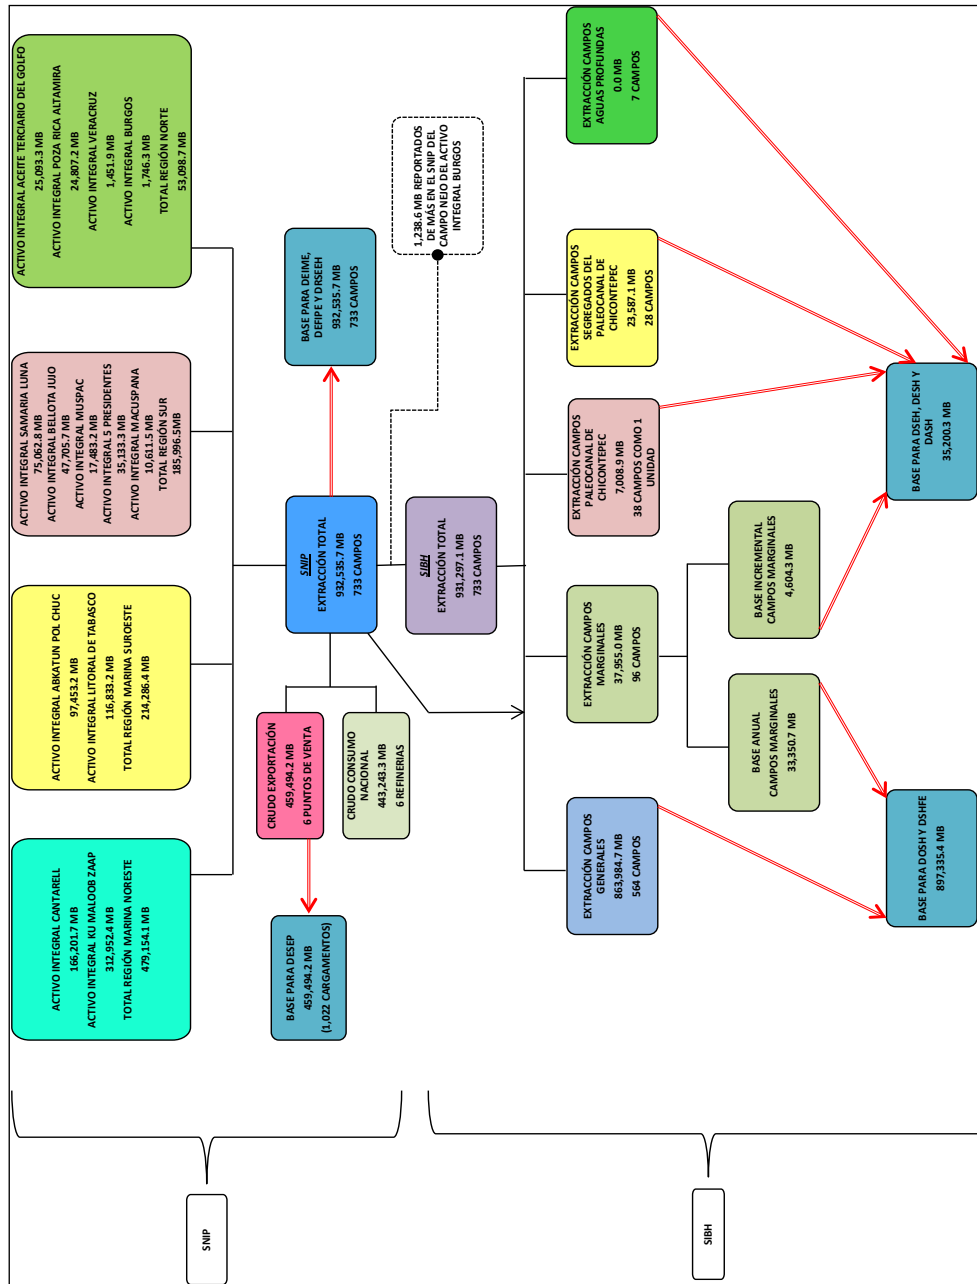 SNIP
ACTIVO INTEGRAL CANTARELL
166,201.7 MB
ACTIVO INTEGRAL KU MALOOB ZAAP
312,952.4 MB
TOTAL REGIÓN MARINA NORESTE
479,154.1 MB
ACTIVO INTEGRAL ABKATUN POL CHUC
97,453.2 MB
ACTIVO INTEGRAL LITORAL DE TABASCO
116,833.2 MB
TOTAL REGIÓN MARINA SUROESTE
214,286.4 MB
ACTIVO INTEGRAL SAMARIA LUNA
75,062.8 MB
ACTIVO INTEGRAL BELLOTA JUJO
47,705.7 MB
ACTIVO INTEGRAL MUSPAC
17,483.2 MB
ACTIVO INTEGRAL 5 PRESIDENTES
35,133.3 MB
ACTIVO INTEGRAL MACUSPANA
10,611.5 MB
TOTAL REGIÓN SUR
185,996.5MB
ACTIVO INTEGRAL ACEITE TERCIARIO DEL GOLFO
25,093.3 MB
ACTIVO INTEGRAL POZA RICA ALTAMIRA
24,807.2 MB
ACTIVO INTEGRAL VERACRUZ
1,451.9 MB
ACTIVO INTEGRAL BURGOS
1,746.3 MB
TOTAL REGIÓN NORTE
53,098.7 MB
BASE PARA DESEP
459,494.2 MB
(1,022 CARGAMENTOS)
CRUDO EXPORTACIÓN
459,494.2 MB
6 PUNTOS DE VENTA
CRUDO CONSUMO
NACIONAL
443,243.3 MB
6 REFINERIAS
SNIP
EXTRACCIÓN TOTAL
932,535.7 MB
733 CAMPOS
BASE PARA DEIME,
DEFIPE Y DRSEEH
932,535.7 MB
733 CAMPOS
1,238.6 MB REPORTADOS
DE MÁS EN EL SNIP DEL
CAMPO NEJO DEL ACTIVO
INTEGRAL BURGOS
SIBH
SIBH
EXTRACCIÓN TOTAL
931,297.1 MB
733 CAMPOS
EXTRACCIÓN CAMPOS
GENERALES
863,984.7 MB
564 CAMPOS
EXTRACCIÓN CAMPOS
MARGINALES
37,955.0 MB
96 CAMPOS
EXTRACCIÓN CAMPOS
PALEOCANAL DE
CHICONTEPEC
7,008.9 MB
38 CAMPOS COMO 1
UNIDAD
EXTRACCIÓN CAMPOS
SEGREGADOS DEL
PALEOCANAL DE
CHICONTEPEC
23,587.1 MB
28 CAMPOS
EXTRACCIÓN CAMPOS
AGUAS PROFUNDAS
0.0 MB
7 CAMPOS
BASE ANUAL
CAMPOS MARGINALES
33,350.7 MB
BASE INCREMENTAL
CAMPOS MARGINALES
4,604.3 MB
BASE PARA DOSH Y DSHFE
897,335.4 MB
BASE PARA DSEH, DESH Y
DASH
35,200.3 MB